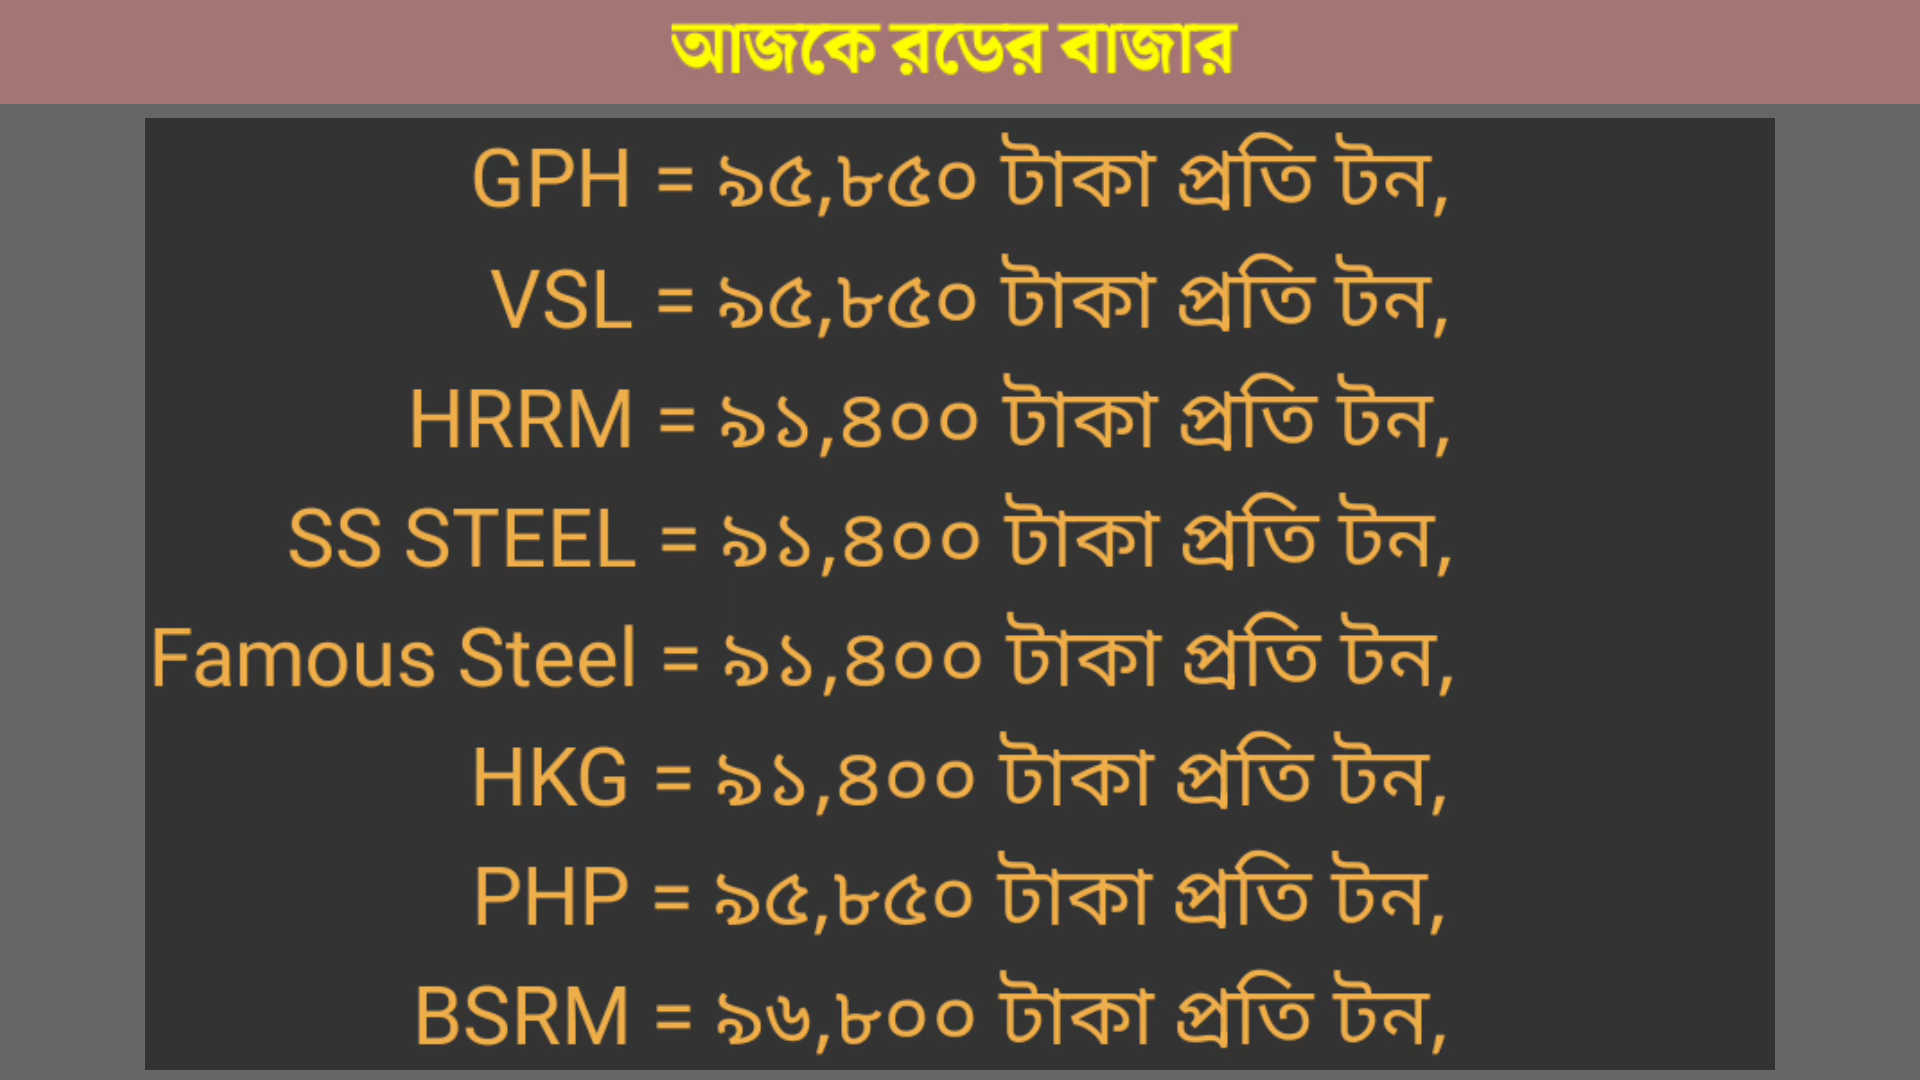 আজকে রডের বাজার
GPH = ৯৫,৮৫০ টাকা প্রতি টন,
VSL = ৯৫,৮৫০ টাকা প্রতি টন,
HRRM = ৯১,৪০০ টাকা প্রতি টন,
SS STEEL = ৯১,৪০০ টাকা প্রতি টন,
Famous Steel = ৯১,৪০০ টাকা প্রতি টন,
HKG = ৯১,৪০০ টাকা প্রতি টন,
PHP = ৯৫,৮৫০ টাকা প্রতি টন,
BSRM = ৯৬,৮০০ টাকা প্রতি টন,